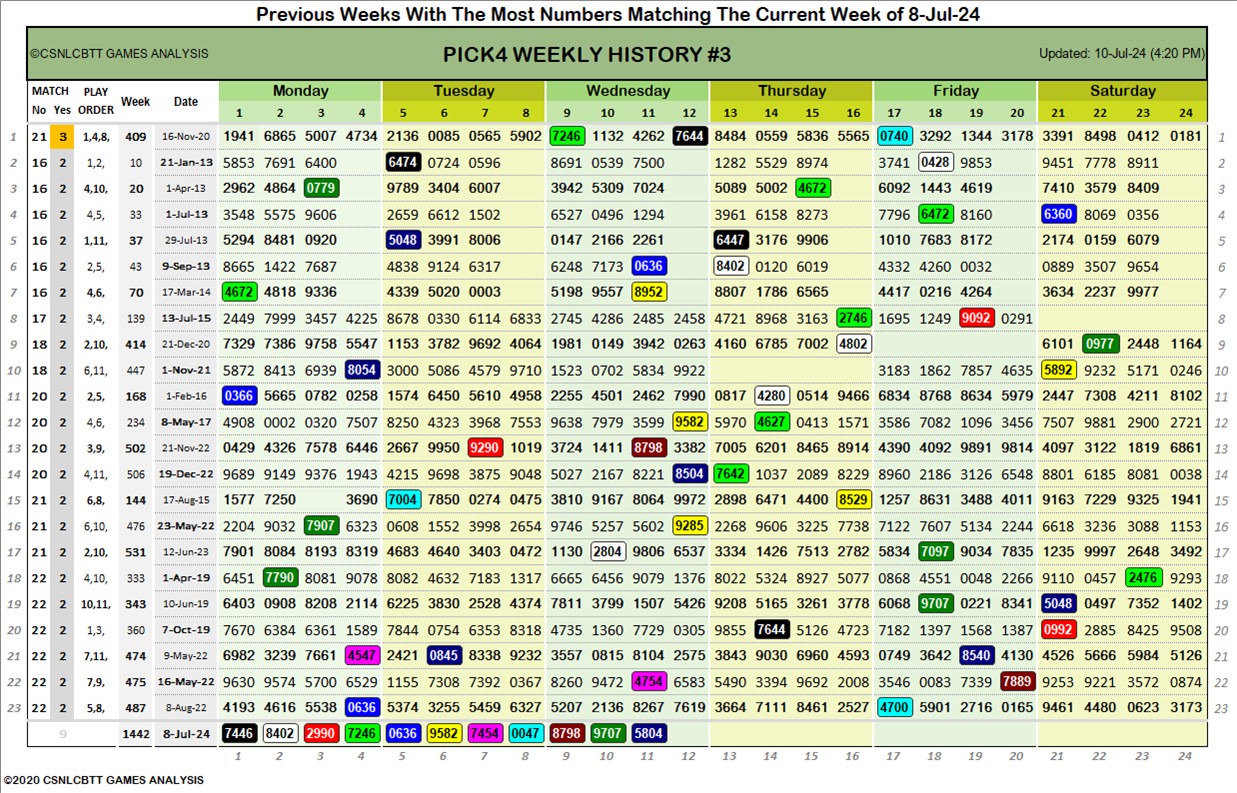 Previous Weeks With The Most Numbers Matching The Current Week of 8-Jul-24
©CSNLCBTT GAMES ANALYSIS PICK4 WEEKLY HISTORY #3 Updated: 10-Jul-24 (4:20 PM)
MATCH PLAY Week Date Monday Tuesday Wednesday Thursday Friday Saturday
No Yes ORDER 1 2 3 4 5 6 7 8 9 10 11 12 13 14 15 16 17 18 19 20 21 22 23 24
1 21 3 1,4,8, 409 16-Nov-20 1941 6865 5007 4734 2136 0085 0565 5902 7246 1132 4262 7644 8484 0559 5836 5565 0740 3292 1344 3178 3391 8498 0412 0181 1
2 16 2 1,2, 10 21-Jan-13 5853 7691 6400 6474 0724 0596 8691 0539 7500 1282 5529 8974 3741 0428 9853 9451 7778 8911 2
3 16 2 4,10, 20 1-Apr-13 2962 4864 0779 9789 3404 6007 3942 5309 7024 5089 5002 4672 6092 1443 4619 7410 3579 8409 3
4 16 2 4,5, 33 1-Jul-13 3548 5575 9606 2659 6612 1502 6527 0496 1294 3961 6158 8273 7796 6472 8160 6360 8069 0356 4
5 16 2 1,11, 37 29-Jul-13 5294 8481 0920 5048 3991 8006 0147 2166 2261 6447 3176 9906 1010 7683 8172 2174 0159 6079 5
6 16 2 2,5, 43 9-Sep-13 8665 1422 7687 4838 9124 6317 6248 7173 0636 8402 0120 6019 4332 4260 0032 0889 3507 9654 6
7 16 2 4,6, 70 17-Mar-14 4672 4818 9336 4339 5020 0003 5198 9557 8952 8807 1786 6565 4417 0216 4264 3634 2237 9977 7
8 17 2 3,4, 139 13-Jul-15 2449 7999 3457 4225 8678 0330 6114 6833 2745 4286 2485 2458 4721 8968 3163 2746 1695 1249 9092 0291 8
9 18 2 2,10, 414 21-Dec-20 7329 7386 9758 5547 1153 3782 9692 4064 1981 0149 3942 0263 4160 6785 7002 4802 6101 0977 2448 1164 9
10 18 2 6,11, 447 1-Nov-21 5872 8413 6939 8054 3000 5086 4579 9710 1523 0702 5834 9922 3183 1862 7857 4635 5892 9232 5171 0246 10
11 20 2 2,5, 168 1-Feb-16 0366 5665 0782 0258 1574 6450 5610 4958 2255 4501 2462 7990 0817 4280 0514 9466 6834 8768 8634 5979 2447 7308 4211 8102 11
12 20 2 4,6, 234 8-May-17 4908 0002 0320 7507 8250 4323 3968 7553 9638 7979 3599 9582 5970 4627 0413 1571 3586 7082 1096 3456 7507 9881 2900 2721 12
13 20 2 3,9, 502 21-Nov-22 0429 4326 7578 6446 2667 9950 9290 1019 3724 1411 8798 3382 7005 6201 8465 8914 4390 4092 9891 9814 4097 3122 1819 6861 13
14 20 2 4,11, 506 19-Dec-22 9689 9149 9376 1943 4215 9698 3875 9048 5027 2167 8221 8504 7642 1037 2089 8229 8960 2186 3126 6548 8801 6185 8081 0038 14
15 21 2 6,8, 144 17-Aug-15 1577 7250 3690 7004 7850 0274 0475 3810 9167 8064 9972 2898 6471 4400 8529 1257 8631 3488 4011 9163 7229 9325 1941 15
16 21 2 6,10, 476 23-May-22 2204 9032 7907 6323 0608 1552 3998 2654 9746 5257 5602 9285 2268 9606 3225 7738 7122 7607 5134 2244 6618 3236 3088 1153 16
17 21 2 2,10, 531 12-Jun-23 7901 8084 8193 8319 4683 4640 3403 0472 1130 2804 9806 6537 3334 1426 7513 2782 5834 7097 9034 7835 1235 9997 2648 3492 17
18 22 2 4,10, 333 1-Apr-19 6451 7790 8081 9078 8082 4632 7183 1317 6665 6456 9079 1376 8022 5324 8927 5077 0868 4551 0048 2266 9110 0457 2476 9293 18
19 22 2 10,11, 343 10-Jun-19 6403 0908 8208 2114 6225 3830 2528 4374 7811 3799 1507 5426 9208 5165 3261 3778 6068 9707 0221 8341 5048 0497 7352 1402 19
20 22 2 1,3, 360 7-Oct-19 7670 6384 6361 1589 7844 0754 6353 8318 4735 1360 7729 0305 9855 7644 5126 4723 7182 1397 1568 1387 0992 2885 8425 9508 20
21 22 2 7,11, 474 9-May-22 6982 3239 7661 4547 2421 0845 8338 9232 3557 0815 8104 2575 3843 9030 8960 4593 0749 3642 8540 4130 4526 5666 5984 5126 21
22 22 2 7,9, 475 16-May-22 9630 9574 5700 6529 1155 7308 7392 0367 8260 9472 4754 6583 5490 3394 9692 2008 3546 0083 7339 7889 9253 9221 3572 0874 22
23 22 2 5,8, 487 8-Aug-22 4193 4616 5538 0636 5374 3255 5459 6327 5207 2136 8267 7619 3664 7111 8461 2527 4700 5901 2716 0165 9461 4480 0623 3173 23
9 1442 8-Jul-24 7446 8402 2990 7246 0636 9582 7454 0047 8798 9707 5804
1 2 3 4 5 6 7 8 9 10 11 12 13 14 15 16 17 18 19 20 21 22 23 24
©2020 CSNLCBTT GAMES ANALYSIS